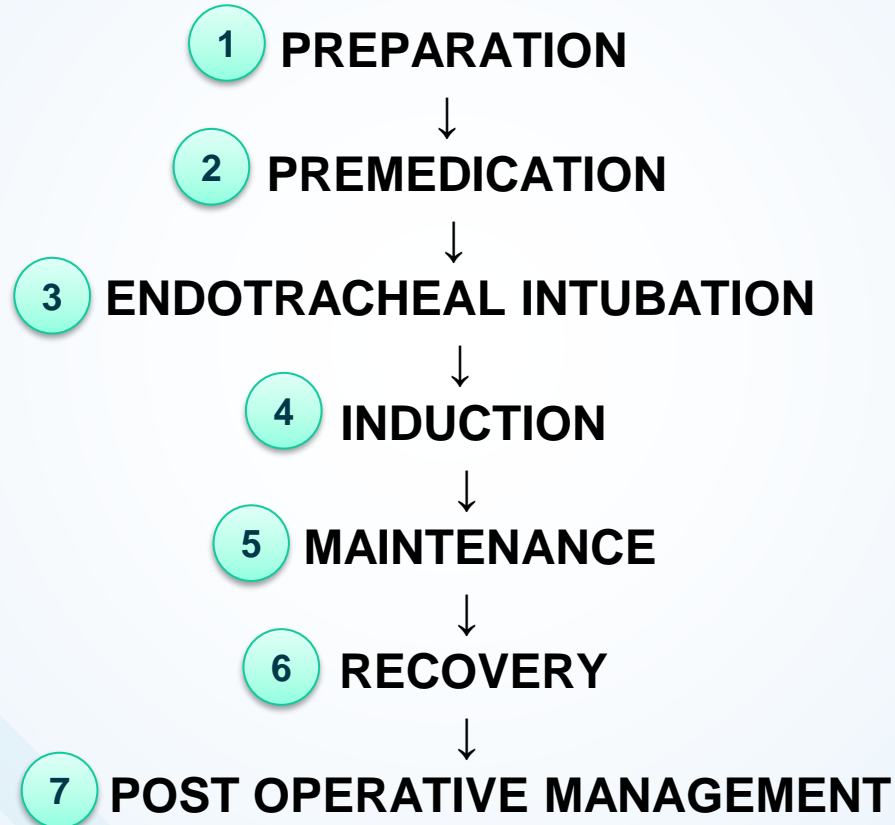 1 PREPARATION
↓
2 PREMEDICATION
↓
3 ENDOTRACHEAL INTUBATION
↓
4 INDUCTION
↓
5 MAINTENANCE
↓
6 RECOVERY
↓
7 POST OPERATIVE MANAGEMENT